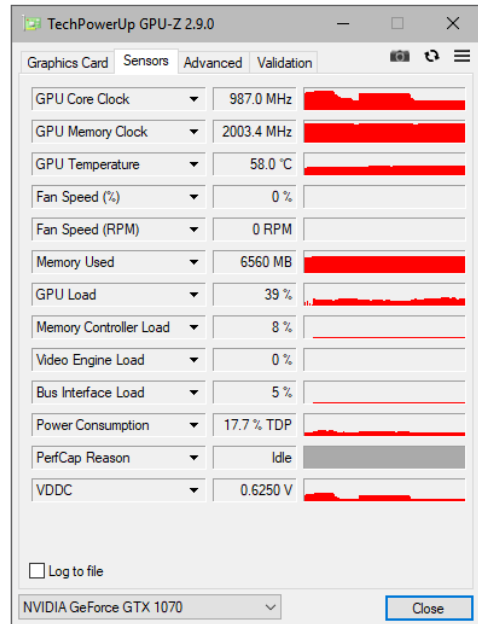 TechPowerUp GPU-Z 2.9.0
Graphics Card Sensors Advanced Validation
GPU Core Clock 987.0 MHz
GPU Memory Clock 2003.4 MHz
GPU Temperature 58.0 °C
Fan Speed (%) 0 %
Fan Speed (RPM) 0 RPM
Memory Used 6560 MB
GPU Load 39 %
Memory Controller Load 8 %
Video Engine Load 0 %
Bus Interface Load 5 %
Power Consumption 17.7 % TDP
PerfCap Reason Idle
VDDC 0.6250 V
Log to file
NVIDIA GeForce GTX 1070 Close